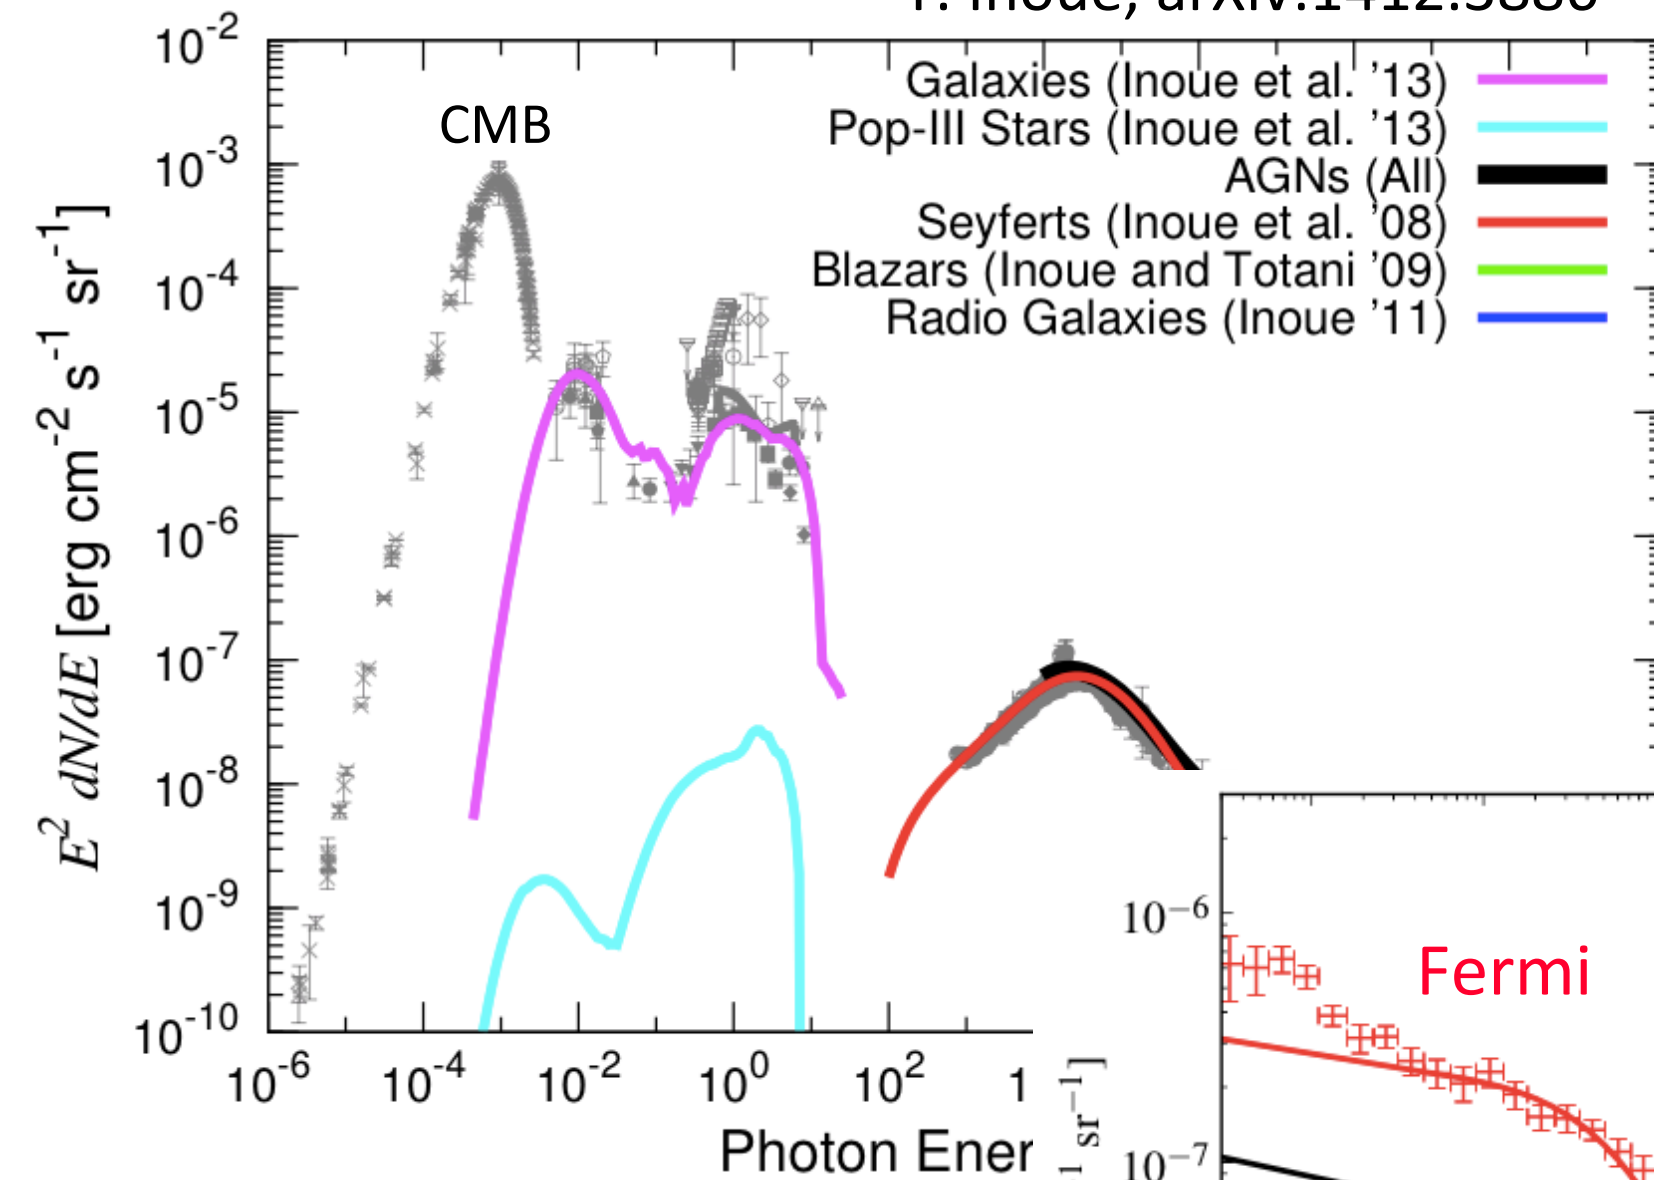 10-2
CMB
Galaxies (Inoue et al. '13)
Pop-III Stars (Inoue et al. '13)
AGNs (All)
Seyferts (Inoue et al. '08)
Blazars (Inoue and Totani '09)
Radio Galaxies (Inoue '11)
10-3
10-4
10-5
10-6
10-7
10-8
10-9
10-10
E2 dN/dE [erg cm-2 s-1 sr-1]
10-6 10-4 10-2 100 102
Photon
10−6
Fermi
sr−1]
10−7